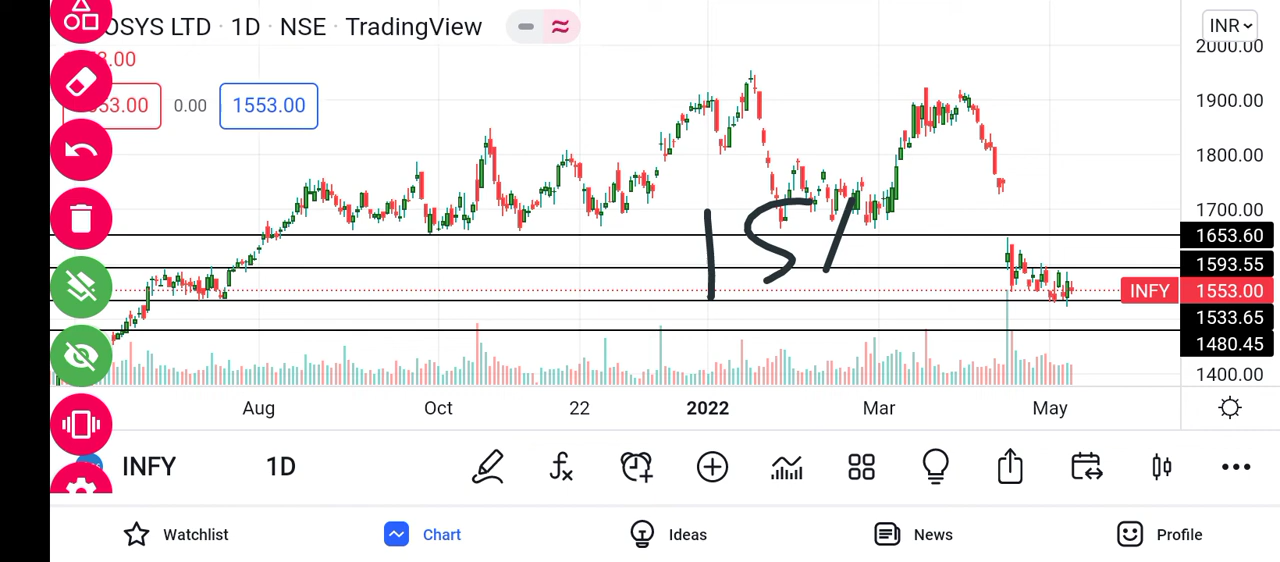 OSYS LTD · 1D · NSE · TradingView
INR
.00
53.00 0.00 1553.00
2000.00
1900.00
1800.00
1700.00
1653.60
1593.55
INFY 1553.00
1533.65
1480.45
1400.00
Aug Oct 22 2022 Mar May
INFY 1D
Watchlist Chart Ideas News Profile